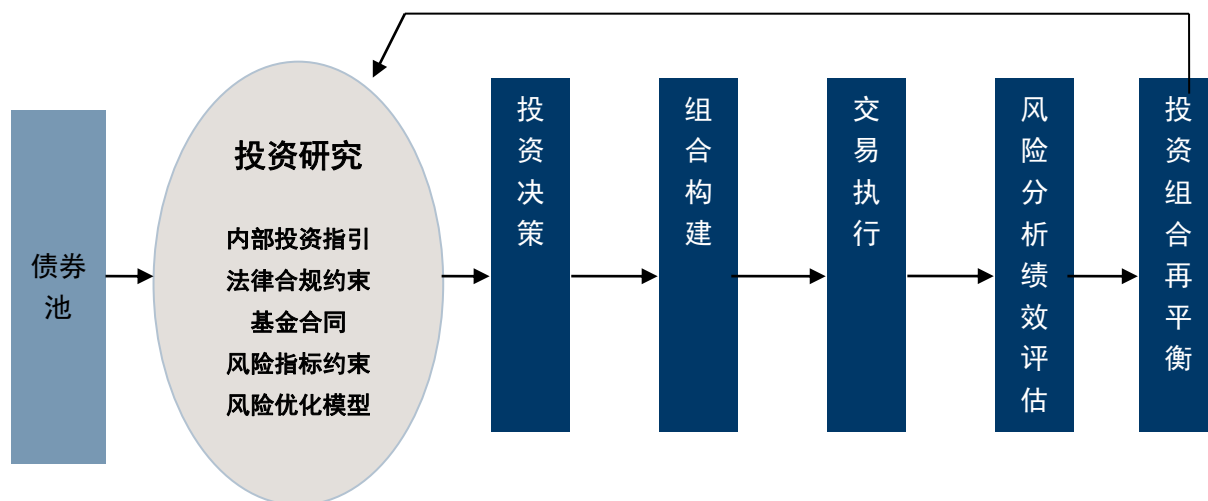 债券
池
投资研究
内部投资指引
法律合规约束
基金合同
风险指标约束
风险优化模型
投资决策
组合构建
交易执行
风险分析绩效评估
投资组合再平衡